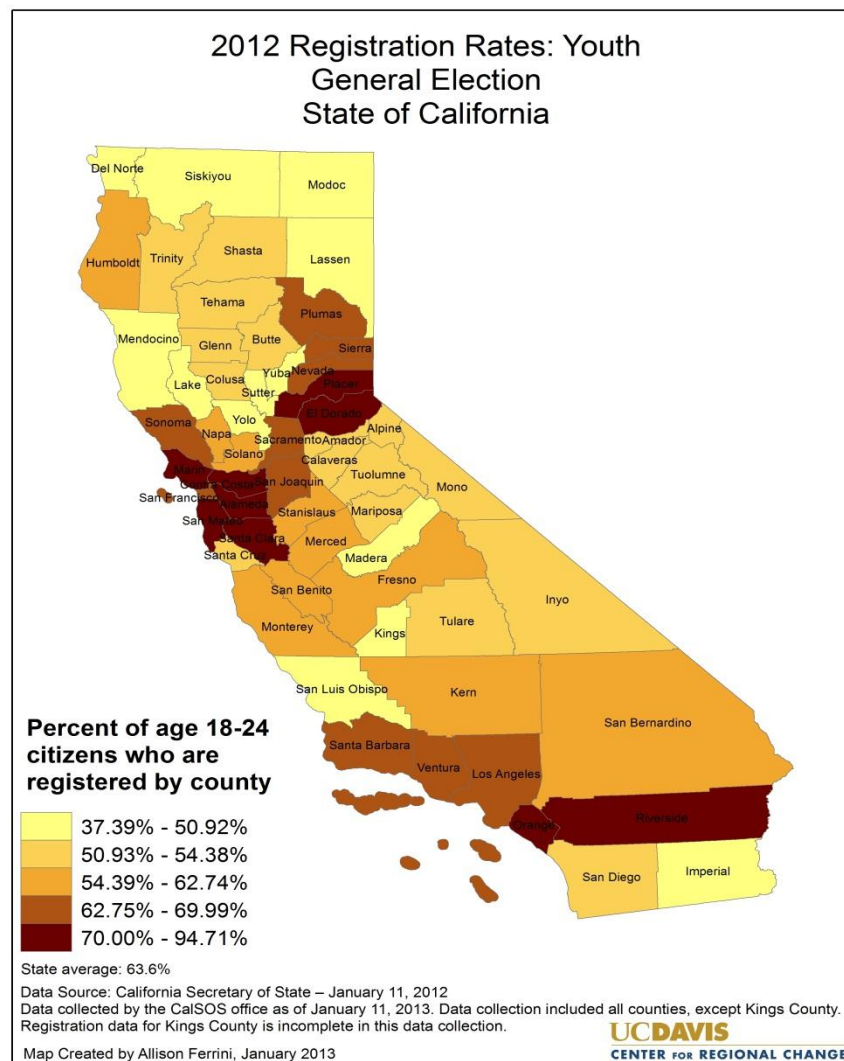 2012 Registration Rates: Youth
General Election
State of California
Del Norte
Siskiyou
Modoc
Humboldt
Trinity
Shasta
Lassen
Tehama
Plumas
Mendocino
Glenn
Butte
Sierra
Lake
Colusa
Yuba
Nevada
Sutter
Placer
El Dorado
Sonoma
Napa
Yolo
Sacramento
Amador
Alpine
Solano
Calaveras
Marin
Contra Costa
San Joaquin
Tuolumne
Mono
San Francisco
Alameda
Stanislaus
Mariposa
San Mateo
Santa Clara
Merced
Santa Cruz
Madera
San Benito
Fresno
Inyo
Monterey
Kings
Tulare
San Luis Obispo
Kern
San Bernardino
Santa Barbara
Ventura
Los Angeles
Orange
Riverside
San Diego
Imperial
Percent of age 18-24
citizens who are
registered by county
37.39% - 50.92%
50.93% - 54.38%
54.39% - 62.74%
62.75% - 69.99%
70.00% - 94.71%
State average: 63.6%
Data Source: California Secretary of State – January 11, 2012
Data collected by the CalSOS office as of January 11, 2013. Data collection included all counties, except Kings County.
Registration data for Kings County is incomplete in this data collection.
Map Created by Allison Ferrini, January 2013
UCDAVIS
CENTER FOR REGIONAL CHANGE